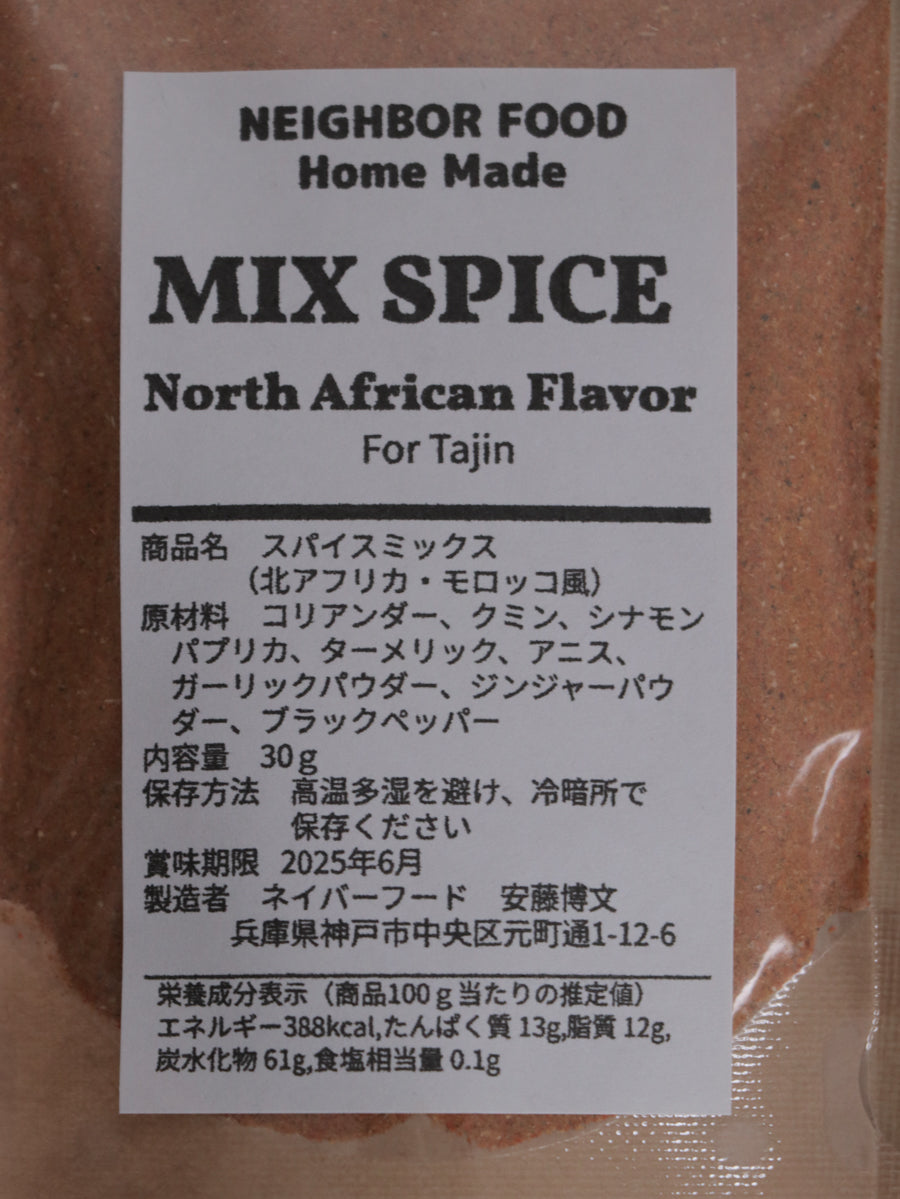 NEIGHBOR FOOD
Home Made
MIX SPICE
North African Flavor
For Tajin
商品名　スパイスミックス
（北アフリカ・モロッコ風）
原材料　コリアンダー、クミン、シナモン
パプリカ、ターメリック、アニス、
ガーリックパウダー、ジンジャーパウ
ダー、ブラックペッパー
内容量　30ｇ
保存方法　高温多湿を避け、冷暗所で
保存ください
賞味期限　2025年6月
製造者　ネイバーフード　安藤博文
兵庫県神戸市中央区元町通1-12-6
栄養成分表示（商品100ｇ当たりの推定値）
エネルギー388kcal,たんぱく質 13g,脂質 12g,
炭水化物 61g,食塩相当量 0.1g